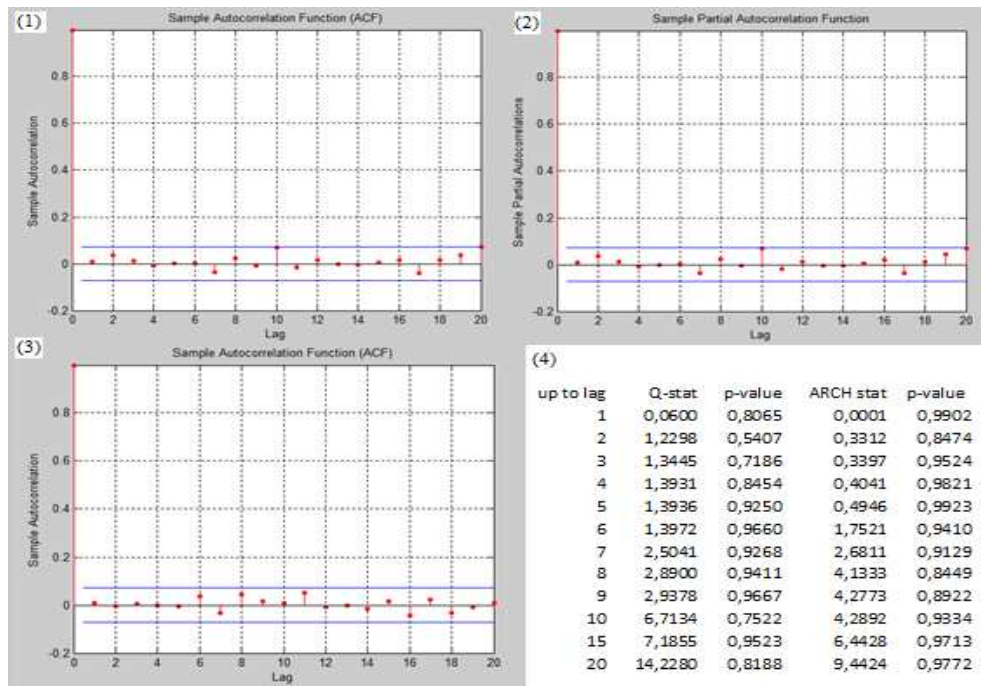 (1)
Sample Autocorrelation Function (ACF)
Sample Autocorrelation
0.8
0.6
0.4
0.2
0
-0.2
0 2 4 6 8 10 12 14 16 18 20
Lag
(2)
Sample Partial Autocorrelation Function
Sample Partial Autocorrelations
0.8
0.6
0.4
0.2
0
-0.2
0 2 4 6 8 10 12 14 16 18 20
Lag
(3)
Sample Autocorrelation Function (ACF)
Sample Autocorrelation
0.8
0.6
0.4
0.2
0
-0.2
0 2 4 6 8 10 12 14 16 18 20
Lag
(4)
up to lag Q-stat p-value ARCH stat p-value
1 0,0600 0,8065 0,0001 0,9902
2 1,2298 0,5407 0,3312 0,8474
3 1,3445 0,7186 0,3397 0,9524
4 1,3931 0,8454 0,4041 0,9821
5 1,3936 0,9250 0,4946 0,9923
6 1,3972 0,9660 1,7521 0,9410
7 2,5041 0,9268 2,6811 0,9129
8 2,8900 0,9411 4,1333 0,8449
9 2,9378 0,9667 4,2773 0,8922
10 6,7134 0,7522 4,2892 0,9334
15 7,1855 0,9523 6,4428 0,9713
20 14,2280 0,8188 9,4424 0,9772